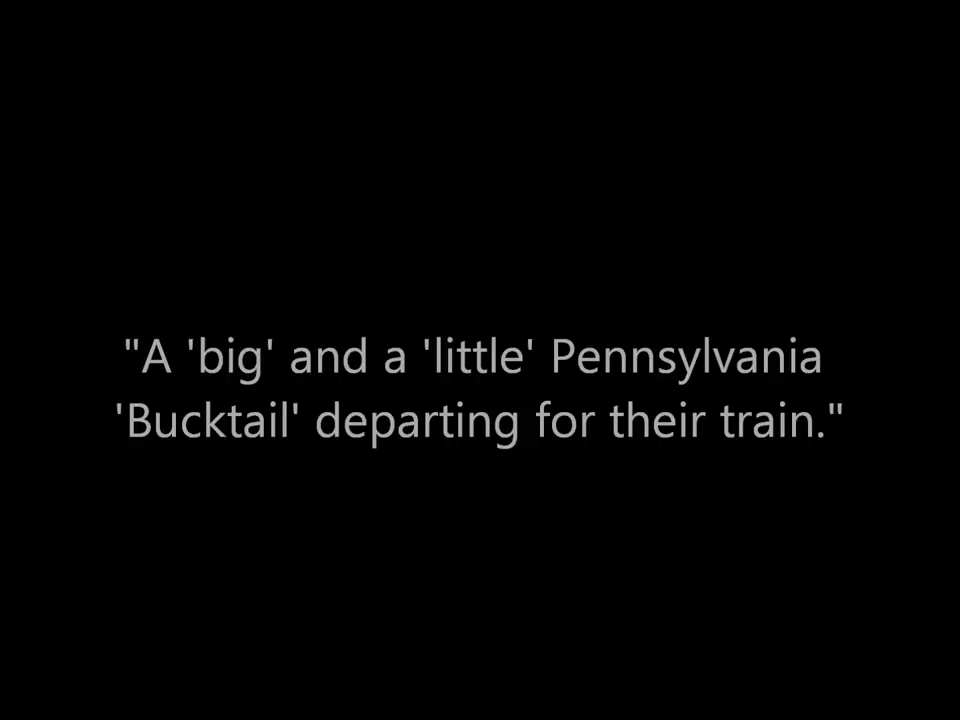 "A 'big' and a 'little' Pennsylvania
'Bucktail' departing for their train."